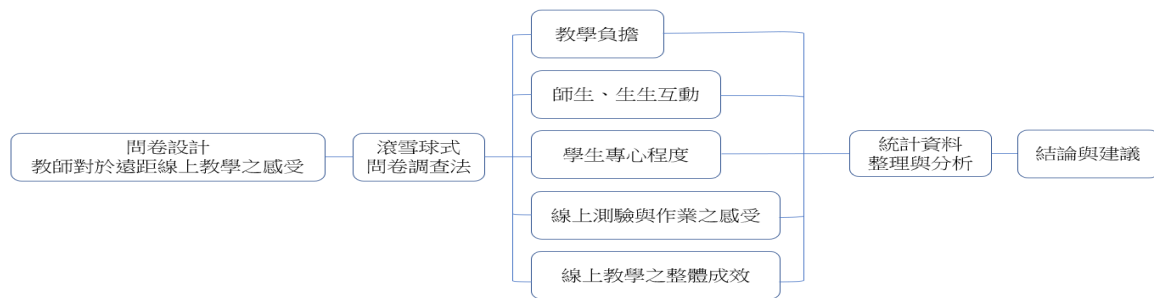 問卷設計
教師對於遠距線上教學之感受
滾雪球式
問卷調查法
教學負擔
師生、生生互動
學生專心程度
線上測驗與作業之感受
線上教學之整體成效
統計資料
整理與分析
結論與建議